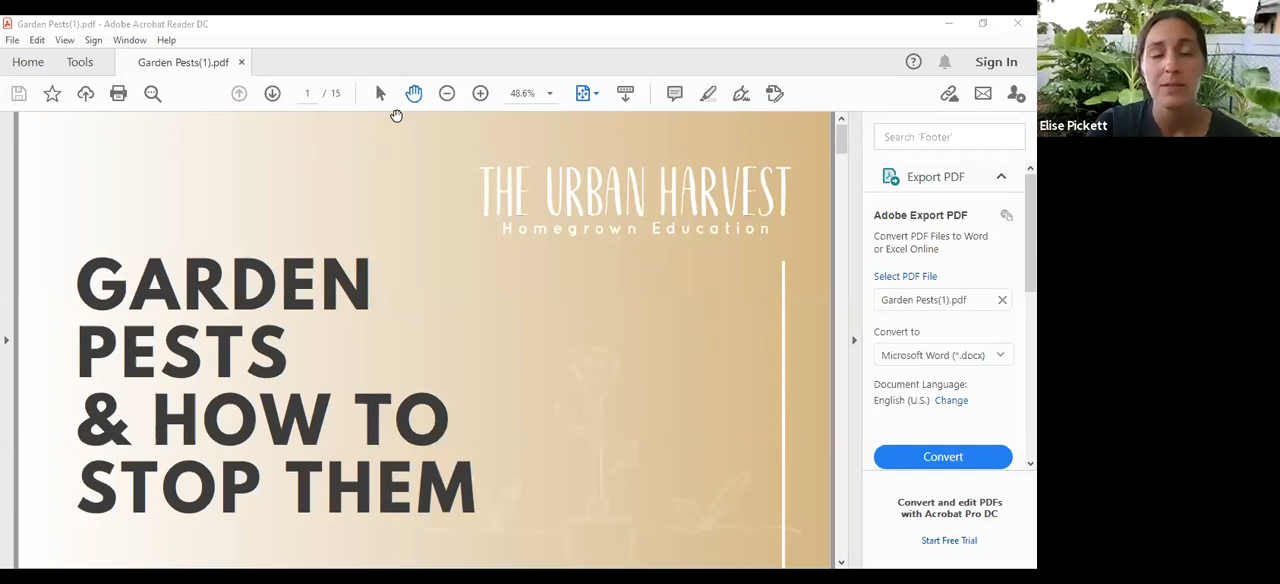 Garden Pests(1).pdf - Adobe Acrobat Reader DC
File Edit View Sign Window Help
Home Tools Garden Pests(1).pdf × Sign In
1 / 15 48.6%
THE URBAN HARVEST
Homegrown Education
GARDEN
PESTS
& HOW TO
STOP THEM
Search 'Footer'
Export PDF
Adobe Export PDF
Convert PDF Files to Word
or Excel Online
Select PDF File
Garden Pests(1).pdf
Convert to
Microsoft Word (*.docx)
Document Language:
English (U.S.) Change
Convert
Convert and edit PDFs
with Acrobat Pro DC
Start Free Trial
Elise Pickett